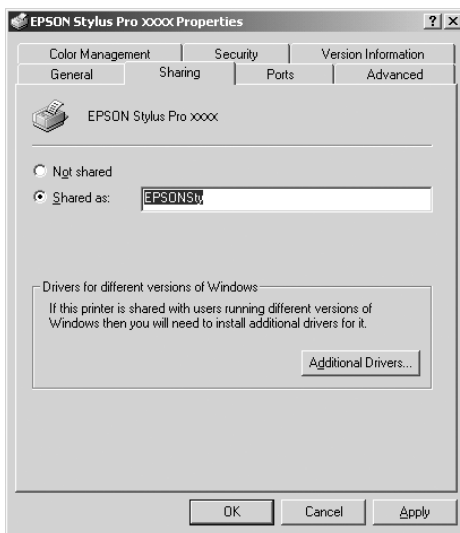 EPSON Stylus Pro XXXX Properties
? X
Color Management Security Version Information
General Sharing Ports Advanced
EPSON Stylus Pro xxxx
Not shared
Shared as: EPSONSty
Drivers for different versions of Windows
If this printer is shared with users running different versions of
Windows then you will need to install additional drivers for it.
Additional Drivers...
OK Cancel Apply